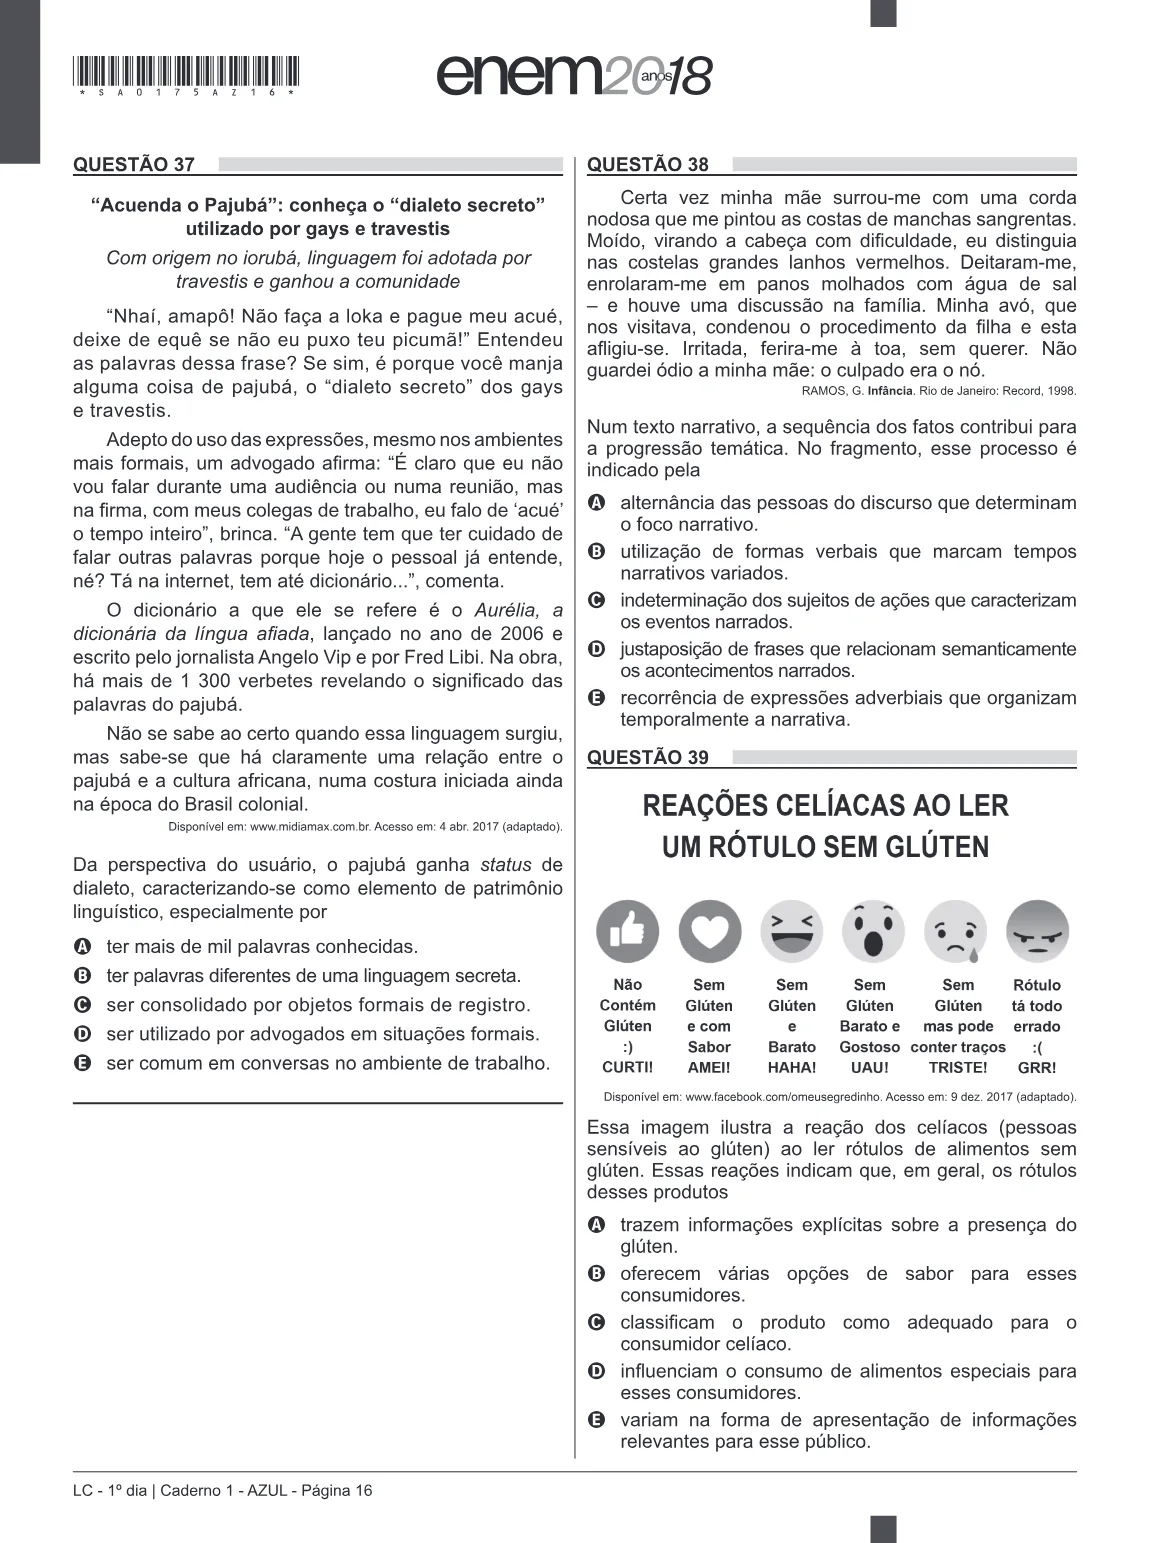 *SA0175AZ16*
enem2018
anos
QUESTÃO 37
“Acuenda o Pajubá”: conheça o “dialeto secreto”
utilizado por gays e travestis
Com origem no iorubá, linguagem foi adotada por
travestis e ganhou a comunidade
“Nhaí, amapô! Não faça a loka e pague meu acué,
deixe de equê se não eu puxo teu picumã!” Entendeu
as palavras dessa frase? Se sim, é porque você manja
alguma coisa de pajubá, o “dialeto secreto” dos gays
e travestis.
Adepto do uso das expressões, mesmo nos ambientes
mais formais, um advogado afirma: “É claro que eu não
vou falar durante uma audiência ou numa reunião, mas
na firma, com meus colegas de trabalho, eu falo de ‘acué’
o tempo inteiro”, brinca. “A gente tem que ter cuidado de
falar outras palavras porque hoje o pessoal já entende,
né? Tá na internet, tem até dicionário...”, comenta.
O dicionário a que ele se refere é o Aurélia, a
dicionária da língua afiada, lançado no ano de 2006 e
escrito pelo jornalista Angelo Vip e por Fred Libi. Na obra,
há mais de 1 300 verbetes revelando o significado das
palavras do pajubá.
Não se sabe ao certo quando essa linguagem surgiu,
mas sabe-se que há claramente uma relação entre o
pajubá e a cultura africana, numa costura iniciada ainda
na época do Brasil colonial.
Disponível em: www.midiamax.com.br. Acesso em: 4 abr. 2017 (adaptado).
Da perspectiva do usuário, o pajubá ganha status de
dialeto, caracterizando-se como elemento de patrimônio
linguístico, especialmente por
A ter mais de mil palavras conhecidas.
B ter palavras diferentes de uma linguagem secreta.
C ser consolidado por objetos formais de registro.
D ser utilizado por advogados em situações formais.
E ser comum em conversas no ambiente de trabalho.
QUESTÃO 38
Certa vez minha mãe surrou-me com uma corda
nodosa que me pintou as costas de manchas sangrentas.
Moído, virando a cabeça com dificuldade, eu distinguia
nas costelas grandes lanhos vermelhos. Deitaram-me,
enrolaram-me em panos molhados com água de sal
– e houve uma discussão na família. Minha avó, que
nos visitava, condenou o procedimento da filha e esta
afligiu-se. Irritada, ferira-me à toa, sem querer. Não
guardei ódio a minha mãe: o culpado era o nó.
RAMOS, G. Infância. Rio de Janeiro: Record, 1998.
Num texto narrativo, a sequência dos fatos contribui para
a progressão temática. No fragmento, esse processo é
indicado pela
A alternância das pessoas do discurso que determinam
o foco narrativo.
B utilização de formas verbais que marcam tempos
narrativos variados.
C indeterminação dos sujeitos de ações que caracterizam
os eventos narrados.
D justaposição de frases que relacionam semanticamente
os acontecimentos narrados.
E recorrência de expressões adverbiais que organizam
temporalmente a narrativa.
QUESTÃO 39
REAÇÕES CELÍACAS AO LER
UM RÓTULO SEM GLÚTEN
Não Sem Sem Sem Sem Rótulo
Contém Glúten Glúten Glúten Glúten tá todo
Glúten e com e Barato e mas pode errado
:) Sabor Barato Gostoso conter traços :(
CURTI! AMEI! HAHA! UAU! TRISTE! GRR!
Disponível em: www.facebook.com/omeusegredinho. Acesso em: 9 dez. 2017 (adaptado).
Essa imagem ilustra a reação dos celíacos (pessoas
sensíveis ao glúten) ao ler rótulos de alimentos sem
glúten. Essas reações indicam que, em geral, os rótulos
desses produtos
A trazem informações explícitas sobre a presença do
glúten.
B oferecem várias opções de sabor para esses
consumidores.
C classificam o produto como adequado para o
consumidor celíaco.
D influenciam o consumo de alimentos especiais para
esses consumidores.
E variam na forma de apresentação de informações
relevantes para esse público.
LC - 1º dia | Caderno 1 - AZUL - Página 16